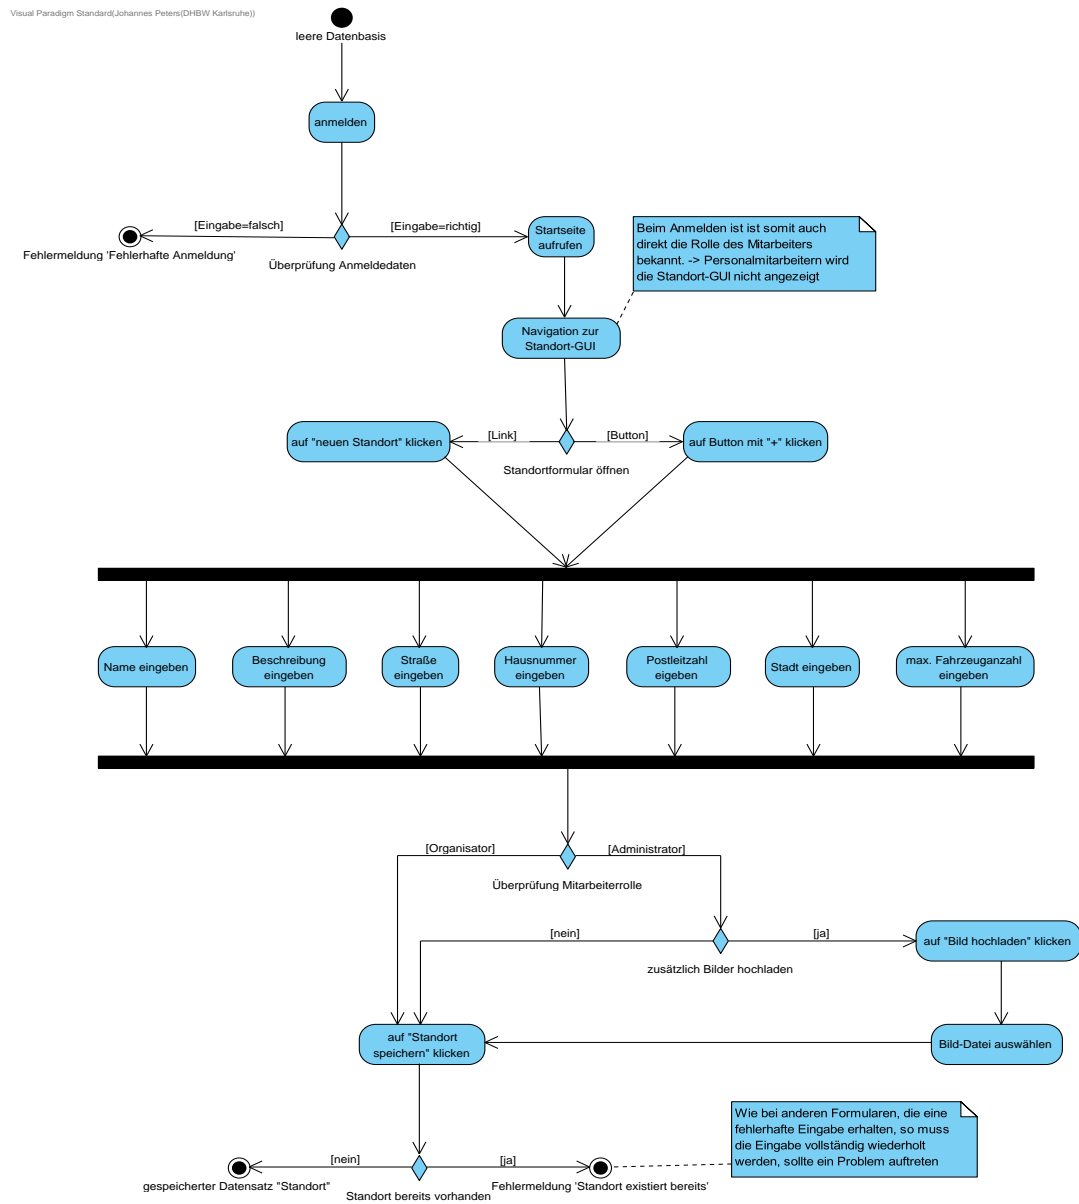 Visual Paradigm Standard(Johannes Peters(DHBW Karlsruhe))
leere Datenbasis
anmelden
[Eingabe=falsch]
[Eingabe=richtig]
Startseite
aufrufen
Beim Anmelden ist ist somit auch
direkt die Rolle des Mitarbeiters
bekannt. -> Personalmitarbeitern wird
die Standort-GUI nicht angezeigt
Fehlermeldung 'Fehlerhafte Anmeldung'
Überprüfung Anmeldedaten
Navigation zur
Standort-GUI
auf "neuen Standort" klicken
[Link]
[Button]
auf Button mit "+" klicken
Standortformular öffnen
Name eingeben
Beschreibung
eingeben
Straße
eingeben
Hausnummer
eingeben
Postleitzahl
eigeben
Stadt eingeben
max. Fahrzeuganzahl
eingeben
[Organisator]
[Administrator]
Überprüfung Mitarbeiterrolle
[nein]
[ja]
auf "Bild hochladen" klicken
zusätzlich Bilder hochladen
auf "Standort
speichern" klicken
Bild-Datei auswählen
Wie bei anderen Formularen, die eine
fehlerhafte Eingabe erhalten, so muss
die Eingabe vollständig wiederholt
werden, sollte ein Problem auftreten
[nein]
[ja]
gespeicherter Datensatz "Standort"
Standort bereits vorhanden
Fehlermeldung 'Standort existiert bereits'